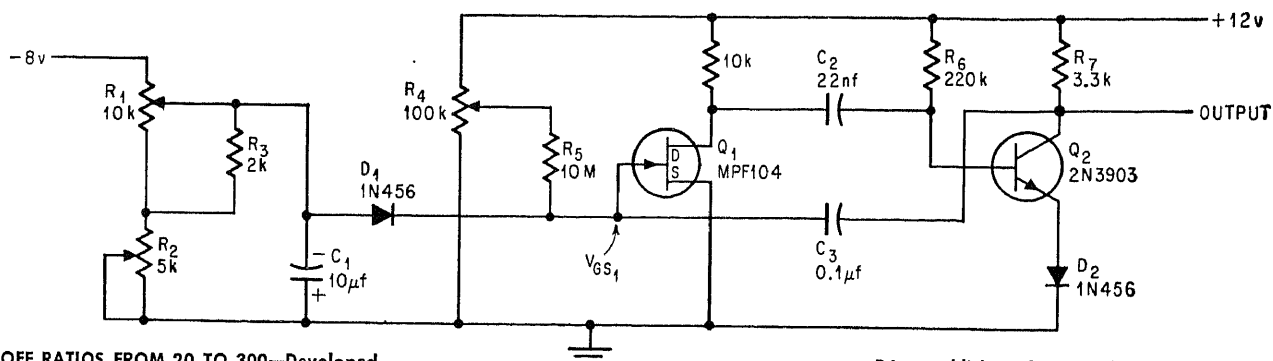 +12v
-8v
R1
10k
R3
2k
R2
5k
C1
10µf
-
+
D1
1N456
R4
100k
R5
10M
VGS1
10k
D
S
Q1
MPF104
C2
22nf
C3
0.1µf
R6
220k
R7
3.3k
OUTPUT
Q2
2N3903
D2
1N456
OFF RATIOS FROM 20 TO 300—Developed